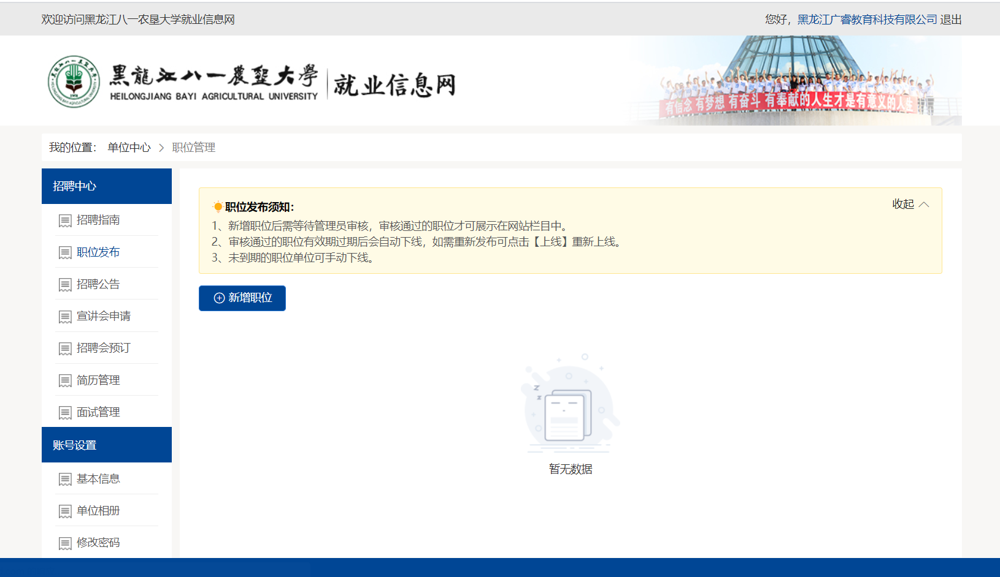 欢迎访问黑龙江八一农垦大学就业信息网
您好，黑龙江广睿教育科技有限公司 退出
黑龍江八一農墾大學
HEILONGJIANG BAYI AGRICULTURAL UNIVERSITY
就业信息网
有信念 有梦想 有奋斗 有奉献的人生才是有意义的人生
我的位置： 单位中心 > 职位管理
招聘中心
招聘指南
职位发布
招聘公告
宣讲会申请
招聘会预订
简历管理
面试管理
账号设置
基本信息
单位相册
修改密码
职位发布须知：
收起
1、新增职位后需等待管理员审核，审核通过的职位才可展示在网站栏目中。
2、审核通过的职位有效期过期后会自动下线，如需重新发布可点击【上线】重新上线。
3、未到期的职位单位可手动下线。
新增职位
暂无数据